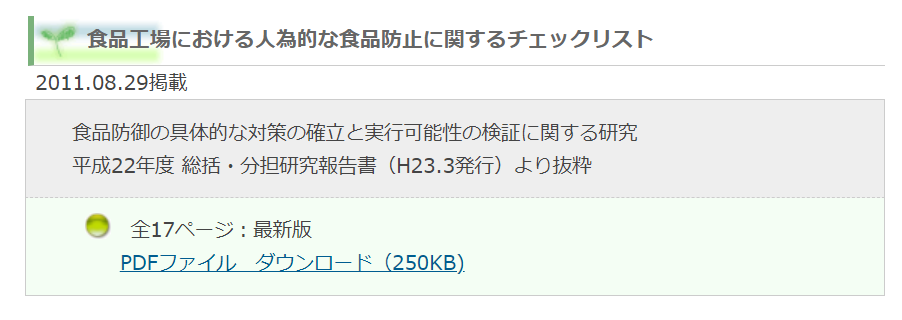 食品工場における人為的な食品防止に関するチェックリスト
2011.08.29掲載
食品防御の具体的な対策の確立と実行可能性の検証に関する研究
平成22年度 総括・分担研究報告書（H23.3発行）より抜粋
全17ページ：最新版
PDFファイル　ダウンロード（250KB)